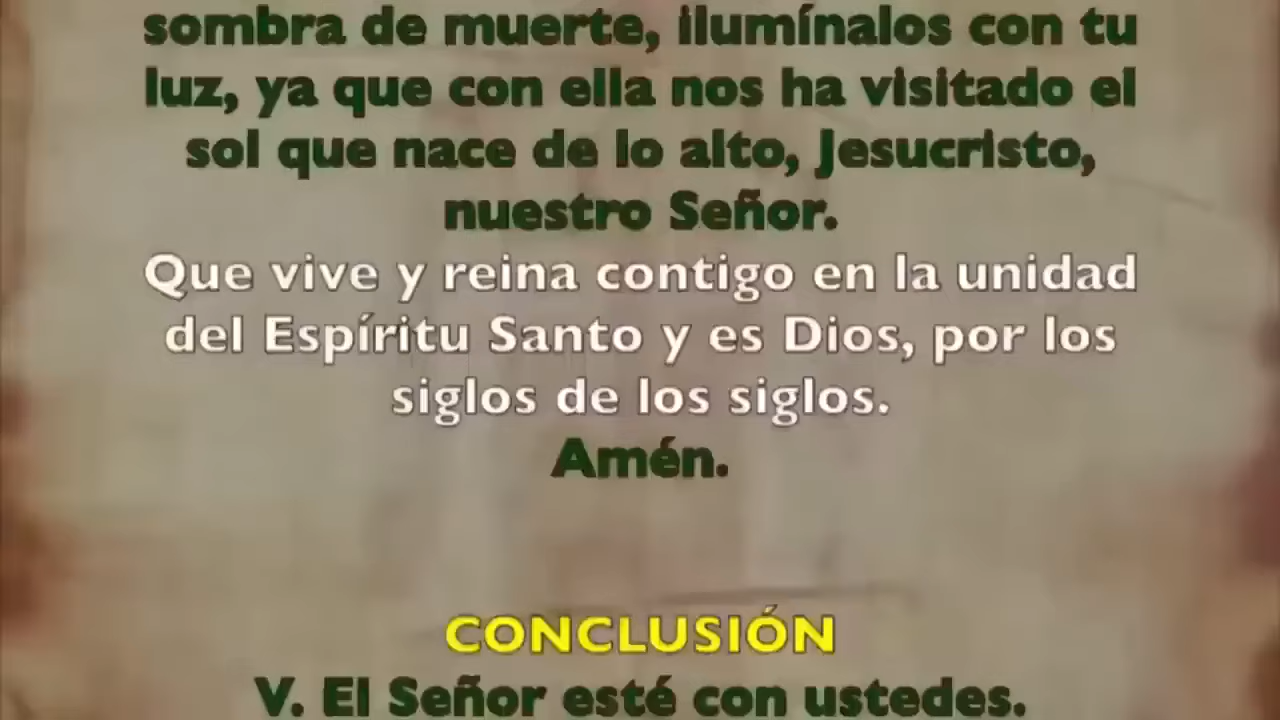 sombra de muerte, ilumínalos con tu
luz, ya que con ella nos ha visitado el
sol que nace de lo alto, Jesucristo,
nuestro Señor.
Que vive y reina contigo en la unidad
del Espíritu Santo y es Dios, por los
siglos de los siglos.
Amén.
CONCLUSIÓN
V. El Señor esté con ustedes.